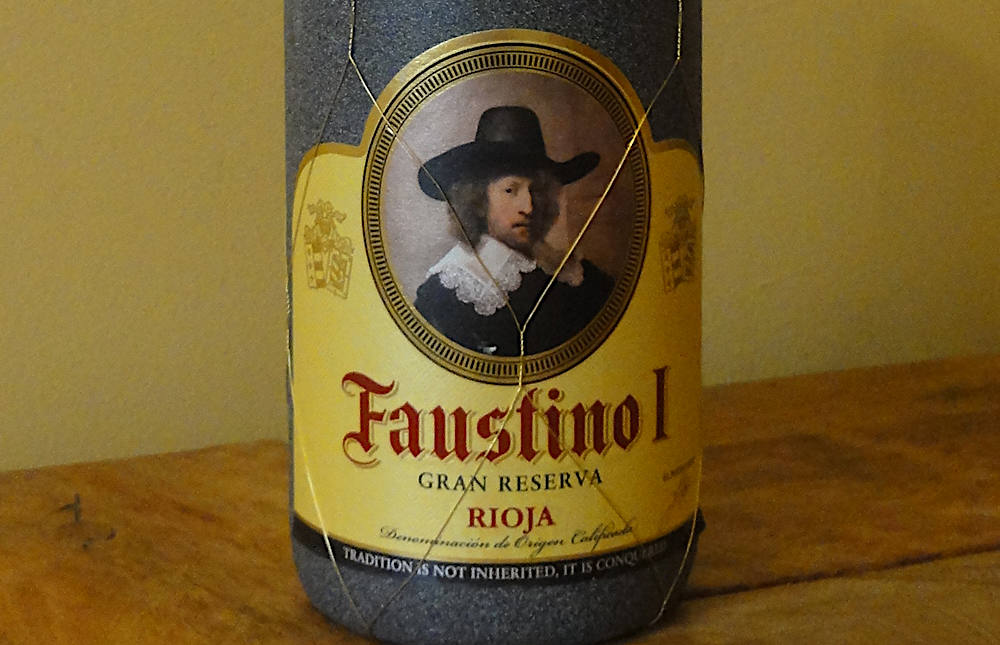 Faustino I
GRAN RESERVA
RIOJA
Denominación de Origen Calificada
TRADITION IS NOT INHERITED, IT IS CONQUERED